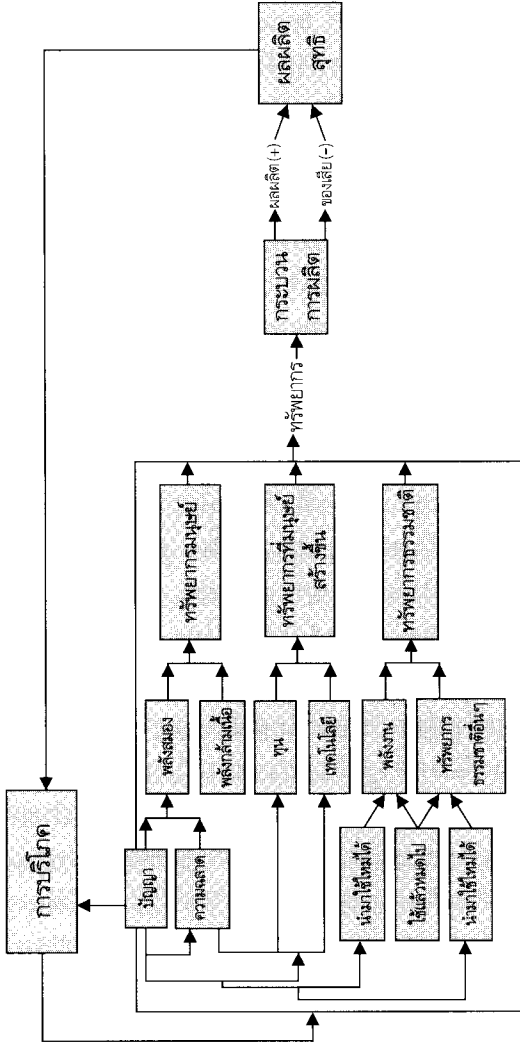 การบริโภค
ปัญญา
ความฉลาด
นำมาใช้ใหม่ได้
ใช้แล้วหมดไป
นำมาใช้ใหม่ได้
พลังสมอง
พลังกล้ามเนื้อ
ทุน
เทคโนโลยี
พลังงาน
ทรัพยากร
ธรรมชาติอื่นๆ
ทรัพยากรมนุษย์
ทรัพยากรที่มนุษย์
สร้างขึ้น
ทรัพยากรธรรมชาติ
ทรัพยากร
กระบวน
การผลิต
ผลผลิต (+)
ของเสีย (-)
ผลผลิต
สุทธิ